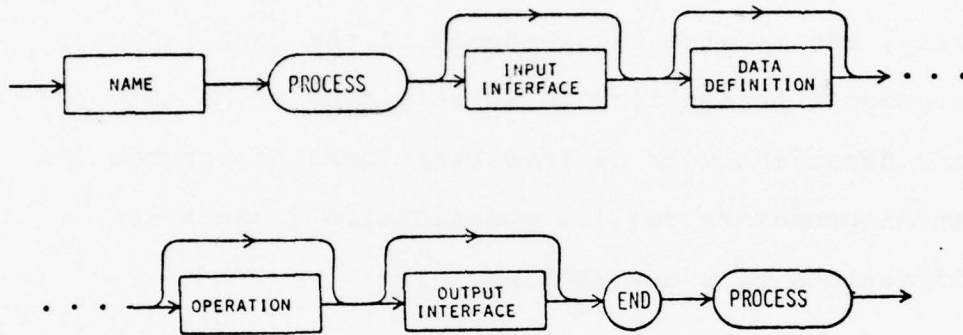 NAME
PROCESS
INPUT
INTERFACE
DATA
DEFINITION
. . .
. . .
OPERATION
OUTPUT
INTERFACE
END
PROCESS